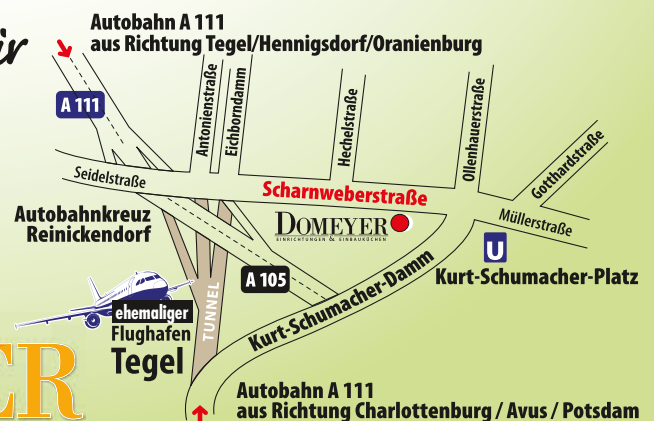 Autobahn A 111
aus Richtung Tegel/Hennigsdorf/Oranienburg
A 111
Antonienstraße
Eichborndamm
Hechelstraße
Ollenhauerstraße
Gotthardstraße
Seidelstraße
Scharnweberstraße
Müllerstraße
Autobahnkreuz
Reinickendorf
DOMEYER
EINRICHTUNGEN & EINBAUKÜCHEN
U
Kurt-Schumacher-Platz
A 105
Kurt-Schumacher-Damm
TUNNEL
ehemaliger
Flughafen
Tegel
ER
Autobahn A 111
aus Richtung Charlottenburg / Avus / Potsdam